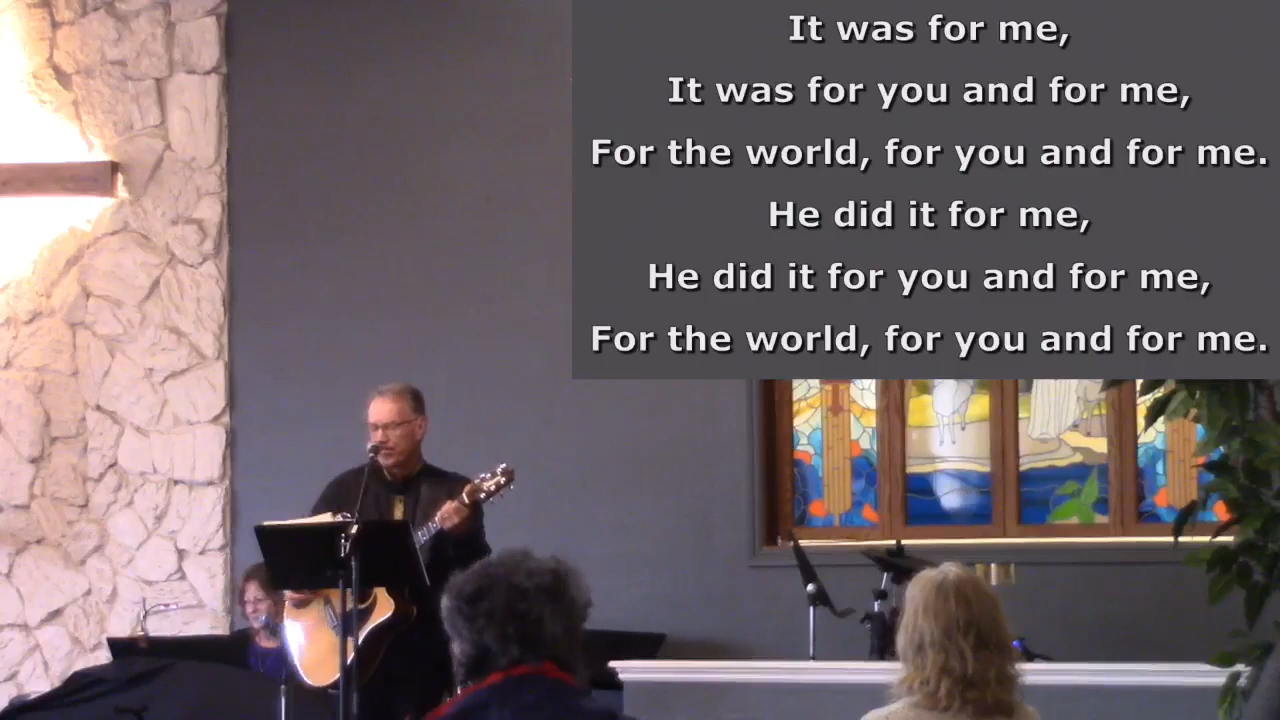 It was for me,
It was for you and for me,
For the world, for you and for me.
He did it for me,
He did it for you and for me,
For the world, for you and for me.